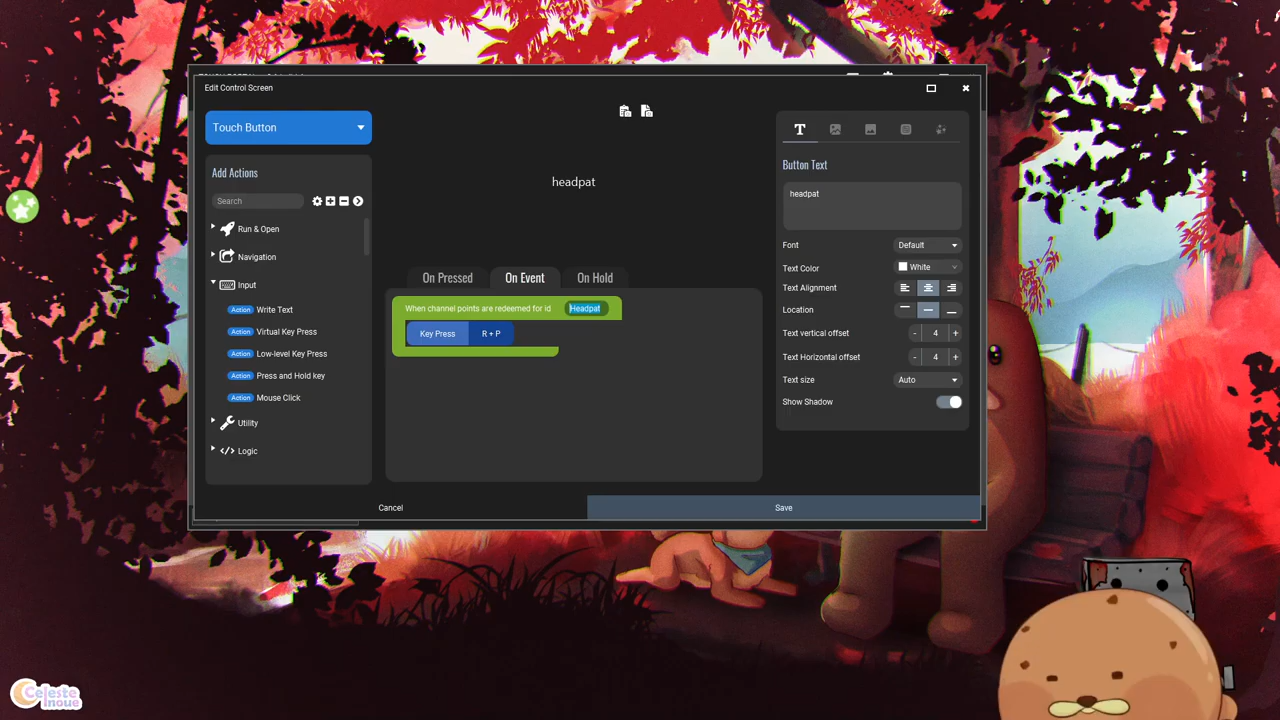 Edit Control Screen
Touch Button
Add Actions
Search
Run & Open
Navigation
Input
Action Write Text
Action Virtual Key Press
Action Low-level Key Press
Action Press and Hold key
Action Mouse Click
Utility
Logic
headpat
On Pressed
On Event
On Hold
When channel points are redeemed for id Headpat
Key Press R + P
T
Button Text
headpat
Font Default
Text Color White
Text Alignment
Location
Text vertical offset - 4 +
Text Horizontal offset - 4 +
Text size Auto
Show Shadow
Cancel
Save
Celeste
Inoue